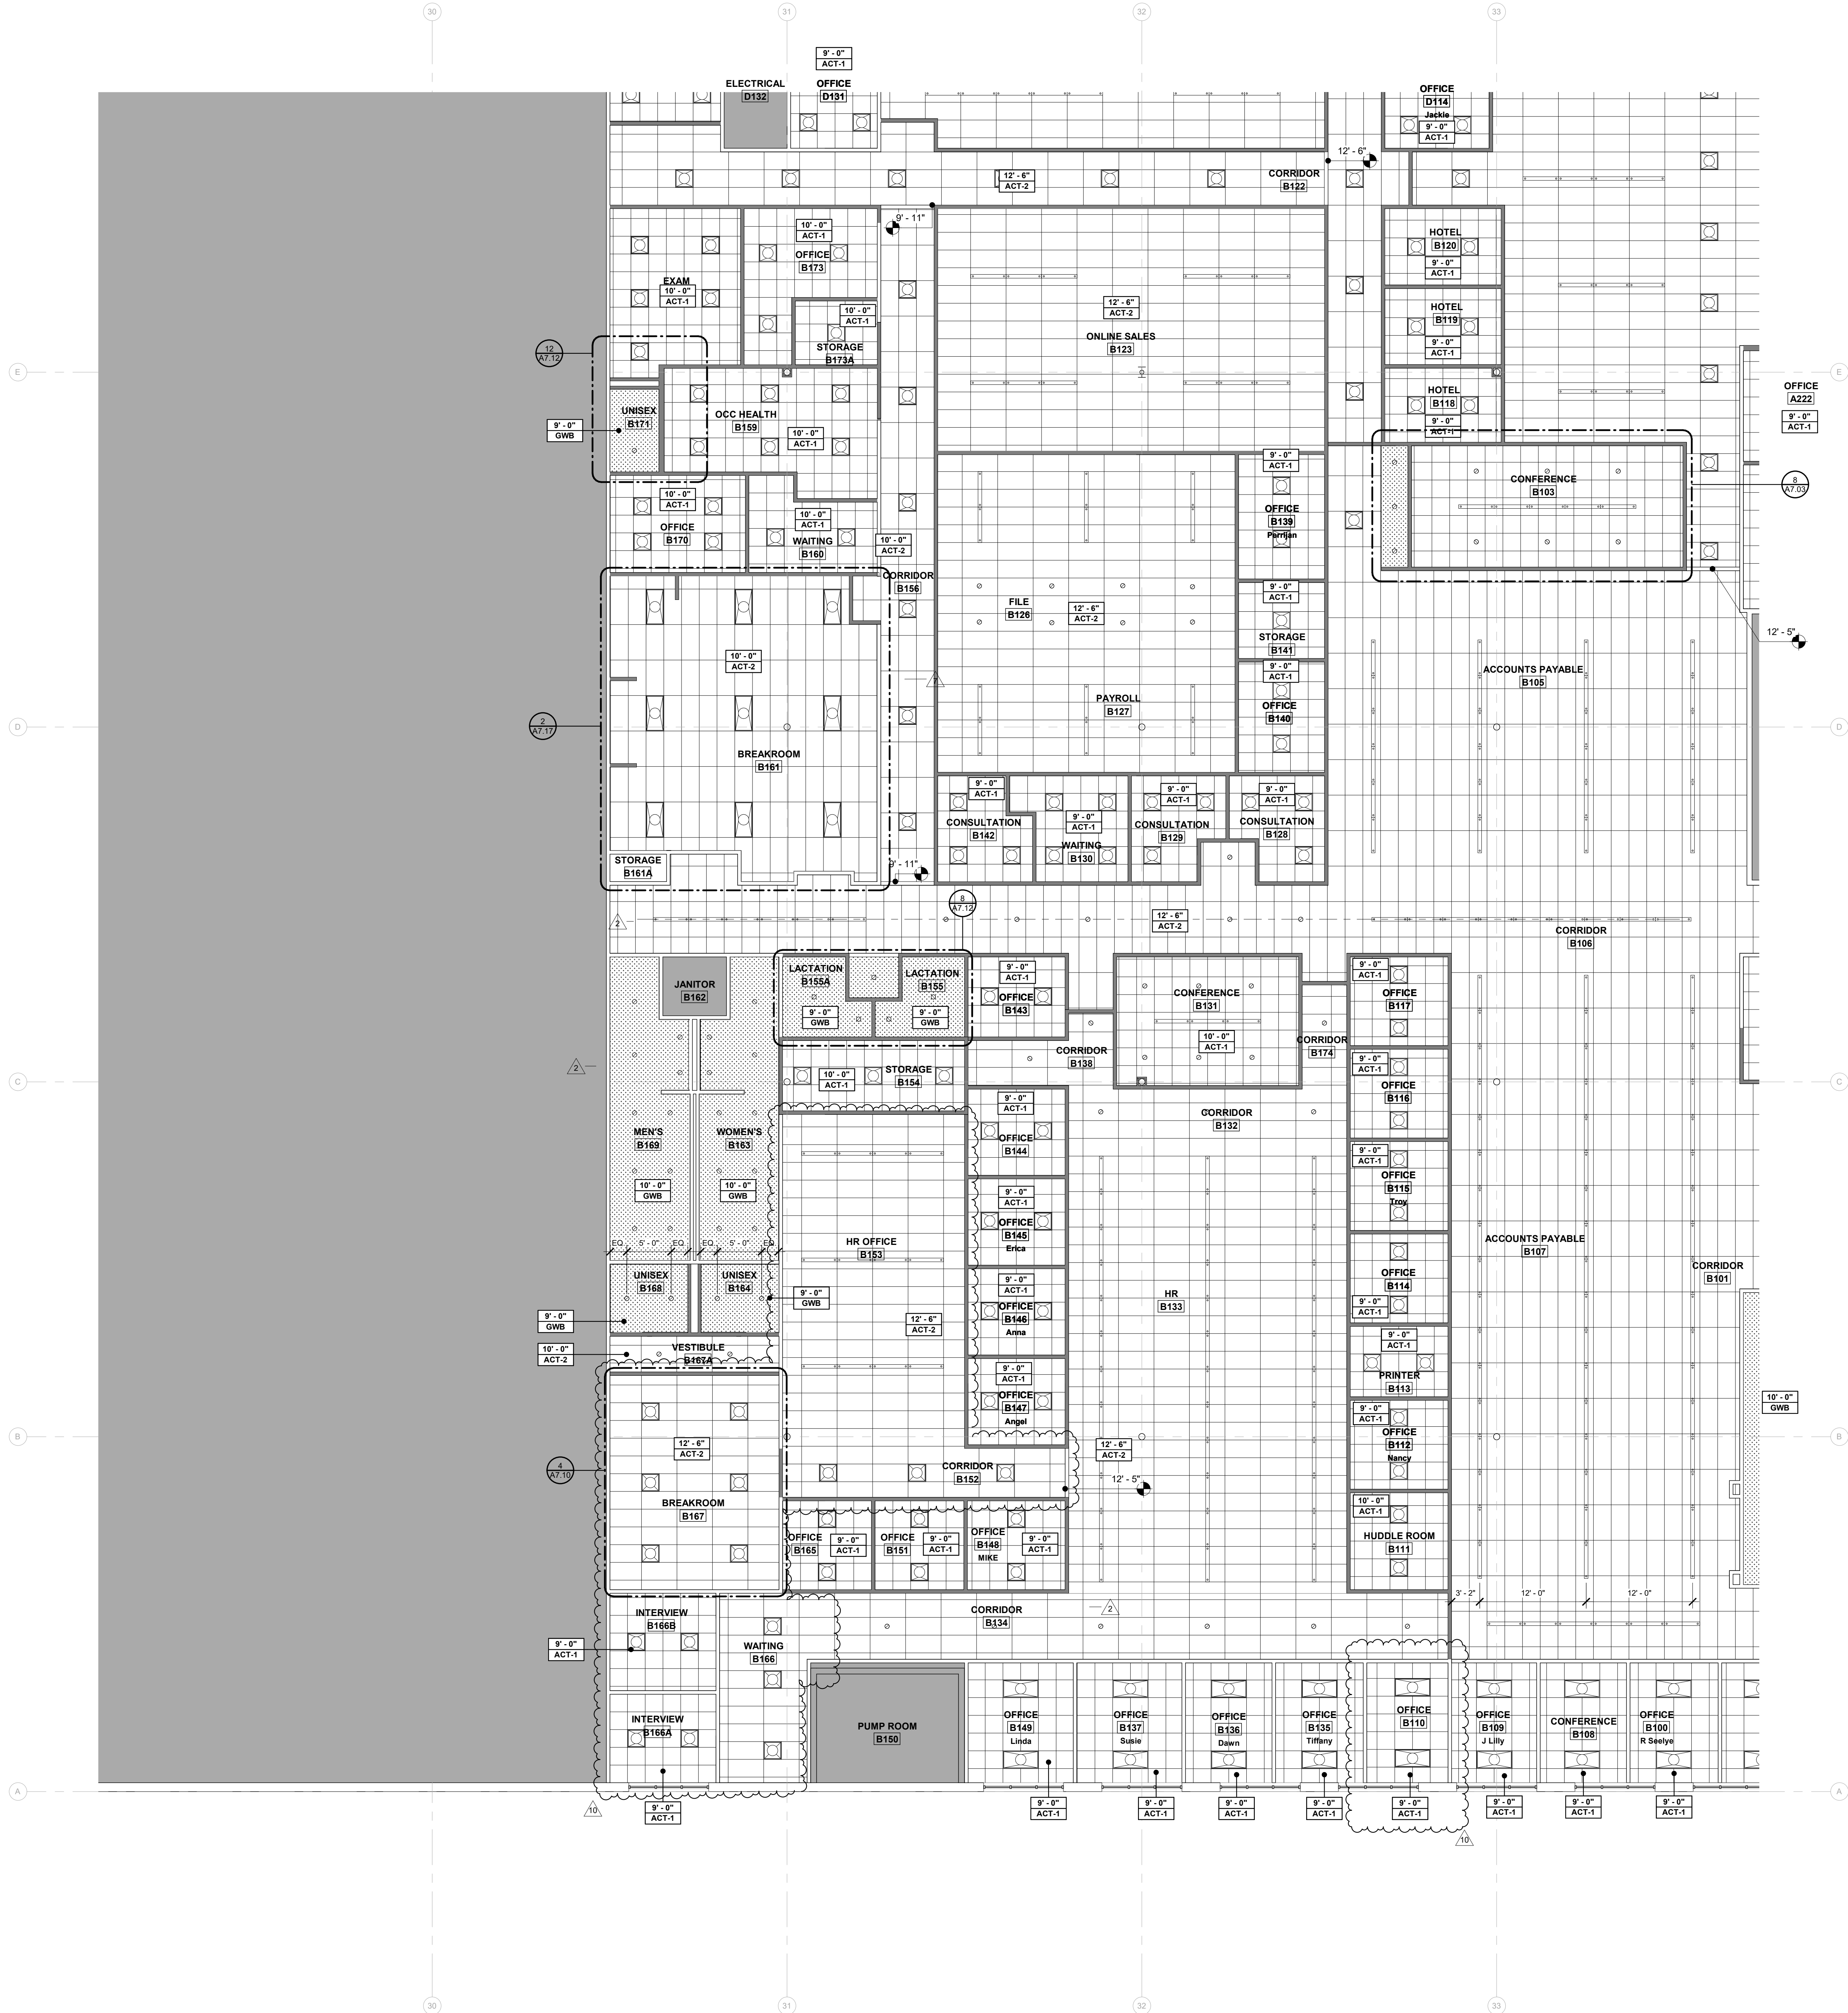 30
31
32
33
9' - 0"
ACT-1
ELECTRICAL
D132
OFFICE
D131
OFFICE
D114
Jackie
9' - 0"
ACT-1
12' - 6"
12' - 6"
ACT-2
CORRIDOR
B122
9' - 11"
10' - 0"
ACT-1
OFFICE
B173
EXAM
10' - 0"
ACT-1
10' - 0"
ACT-1
STORAGE
B173A
12' - 6"
ACT-2
ONLINE SALES
B123
HOTEL
B120
9' - 0"
ACT-1
HOTEL
B119
9' - 0"
ACT-1
HOTEL
B118
9' - 0"
ACT-1
12
A7.12
E
E
OFFICE
A222
9' - 0"
ACT-1
UNISEX
B171
9' - 0"
GWB
OCC HEALTH
B159
10' - 0"
ACT-1
9' - 0"
ACT-1
OFFICE
B139
Parrijan
CONFERENCE
B103
8
A7.03
10' - 0"
ACT-1
OFFICE
B170
10' - 0"
ACT-1
WAITING
B160
10' - 0"
ACT-2
CORRIDOR
B156
FILE
B126
12' - 6"
ACT-2
9' - 0"
ACT-1
STORAGE
B141
12' - 5"
10' - 0"
ACT-2
7
9' - 0"
ACT-1
OFFICE
B140
ACCOUNTS PAYABLE
B105
PAYROLL
B127
2
A7.17
D
D
BREAKROOM
B161
9' - 0"
ACT-1
CONSULTATION
B142
9' - 0"
ACT-1
WAITING
B130
9' - 0"
ACT-1
CONSULTATION
B129
9' - 0"
ACT-1
CONSULTATION
B128
STORAGE
B161A
9' - 11"
8
A7.12
2
12' - 6"
ACT-2
CORRIDOR
B106
JANITOR
B162
LACTATION
B155A
9' - 0"
GWB
LACTATION
B155
9' - 0"
GWB
9' - 0"
ACT-1
OFFICE
B143
CONFERENCE
B131
10' - 0"
ACT-1
9' - 0"
ACT-1
OFFICE
B117
CORRIDOR
B138
CORRIDOR
B174
2
C
C
10' - 0"
ACT-1
STORAGE
B154
9' - 0"
ACT-1
OFFICE
B116
9' - 0"
ACT-1
OFFICE
B144
CORRIDOR
B132
MEN'S
B169
WOMEN'S
B163
10' - 0"
GWB
10' - 0"
GWB
9' - 0"
ACT-1
OFFICE
B115
Troy
9' - 0"
ACT-1
OFFICE
B145
Erica
HR OFFICE
B153
EQ
5' - 0"
EQ
EQ
5' - 0"
EQ
ACCOUNTS PAYABLE
B107
CORRIDOR
B101
UNISEX
B168
UNISEX
B164
9' - 0"
GWB
9' - 0"
GWB
9' - 0"
ACT-1
OFFICE
B146
Anna
HR
B133
OFFICE
B114
9' - 0"
ACT-1
12' - 6"
ACT-2
10' - 0"
ACT-2
VESTIBULE
B167A
9' - 0"
ACT-1
PRINTER
B113
9' - 0"
ACT-1
OFFICE
B147
Angel
10' - 0"
GWB
9' - 0"
ACT-1
OFFICE
B112
Nancy
B
B
12' - 6"
ACT-2
12' - 6"
ACT-2
4
A7.10
CORRIDOR
B152
12' - 5"
BREAKROOM
B167
10' - 0"
ACT-1
HUDDLE ROOM
B111
OFFICE
B165
9' - 0"
ACT-1
OFFICE
B151
9' - 0"
ACT-1
OFFICE
B148
MIKE
9' - 0"
ACT-1
3' - 2"
12' - 0"
12' - 0"
INTERVIEW
B166B
9' - 0"
ACT-1
WAITING
B166
CORRIDOR
B134
2
INTERVIEW
B166A
PUMP ROOM
B150
OFFICE
B149
Linda
OFFICE
B137
Susie
OFFICE
B136
Dawn
OFFICE
B135
Tiffany
OFFICE
B110
OFFICE
B109
J Lilly
CONFERENCE
B108
OFFICE
B100
R Seelye
A
A
10
9' - 0"
ACT-1
9' - 0"
ACT-1
9' - 0"
ACT-1
9' - 0"
ACT-1
9' - 0"
ACT-1
9' - 0"
ACT-1
9' - 0"
ACT-1
9' - 0"
ACT-1
9' - 0"
ACT-1
10
30
31
32
33